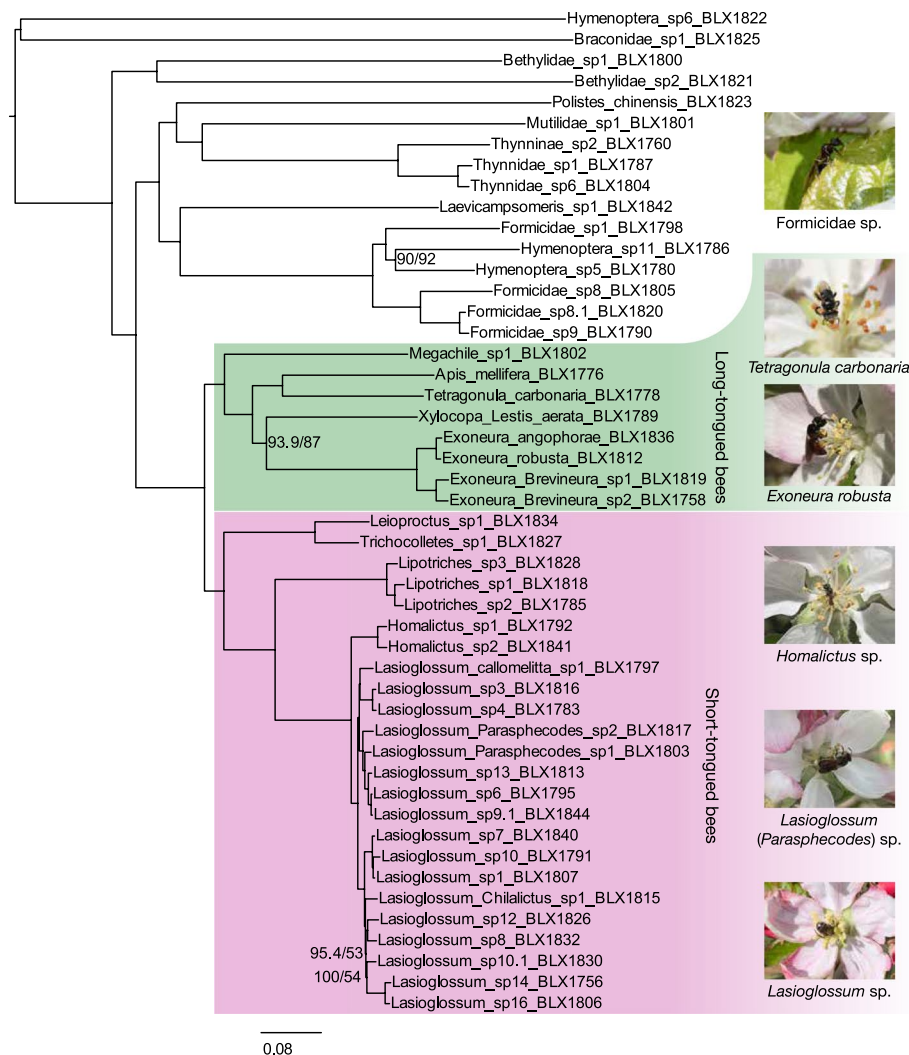 Hymenoptera_sp6_BLX1822
Braconidae_sp1_BLX1825
Bethylidae_sp1_BLX1800
Bethylidae_sp2_BLX1821
Polistes_chinensis_BLX1823
Mutilidae_sp1_BLX1801
Thynninae_sp2_BLX1760
Thynnidae_sp1_BLX1787
Thynnidae_sp6_BLX1804
Laevicampsomeris_sp1_BLX1842
Formicidae_sp1_BLX1798
Hymenoptera_sp11_BLX1786
90/92
Hymenoptera_sp5_BLX1780
Formicidae_sp8_BLX1805
Formicidae_sp8.1_BLX1820
Formicidae_sp9_BLX1790
Megachile_sp1_BLX1802
Apis_mellifera_BLX1776
Tetragonula_carbonaria_BLX1778
Xylocopa_Lestis_aerata_BLX1789
93.9/87
Exoneura_angophorae_BLX1836
Exoneura_robusta_BLX1812
Exoneura_Brevineura_sp1_BLX1819
Exoneura_Brevineura_sp2_BLX1758
Leioproctus_sp1_BLX1834
Trichocolletes_sp1_BLX1827
Lipotriches_sp3_BLX1828
Lipotriches_sp1_BLX1818
Lipotriches_sp2_BLX1785
Homalictus_sp1_BLX1792
Homalictus_sp2_BLX1841
Lasioglossum_callomelitta_sp1_BLX1797
Lasioglossum_sp3_BLX1816
Lasioglossum_sp4_BLX1783
Lasioglossum_Parasphecodes_sp2_BLX1817
Lasioglossum_Parasphecodes_sp1_BLX1803
Lasioglossum_sp13_BLX1813
Lasioglossum_sp6_BLX1795
Lasioglossum_sp9.1_BLX1844
Lasioglossum_sp7_BLX1840
Lasioglossum_sp10_BLX1791
Lasioglossum_sp1_BLX1807
Lasioglossum_Chilalictus_sp1_BLX1815
Lasioglossum_sp12_BLX1826
Lasioglossum_sp8_BLX1832
95.4/53
Lasioglossum_sp10.1_BLX1830
100/54
Lasioglossum_sp14_BLX1756
Lasioglossum_sp16_BLX1806
0.08
Long-tongued bees
Short-tongued bees
Formicidae sp.
Tetragonula carbonaria
Exoneura robusta
Homalictus sp.
Lasioglossum
(Parasphecodes) sp.
Lasioglossum sp.